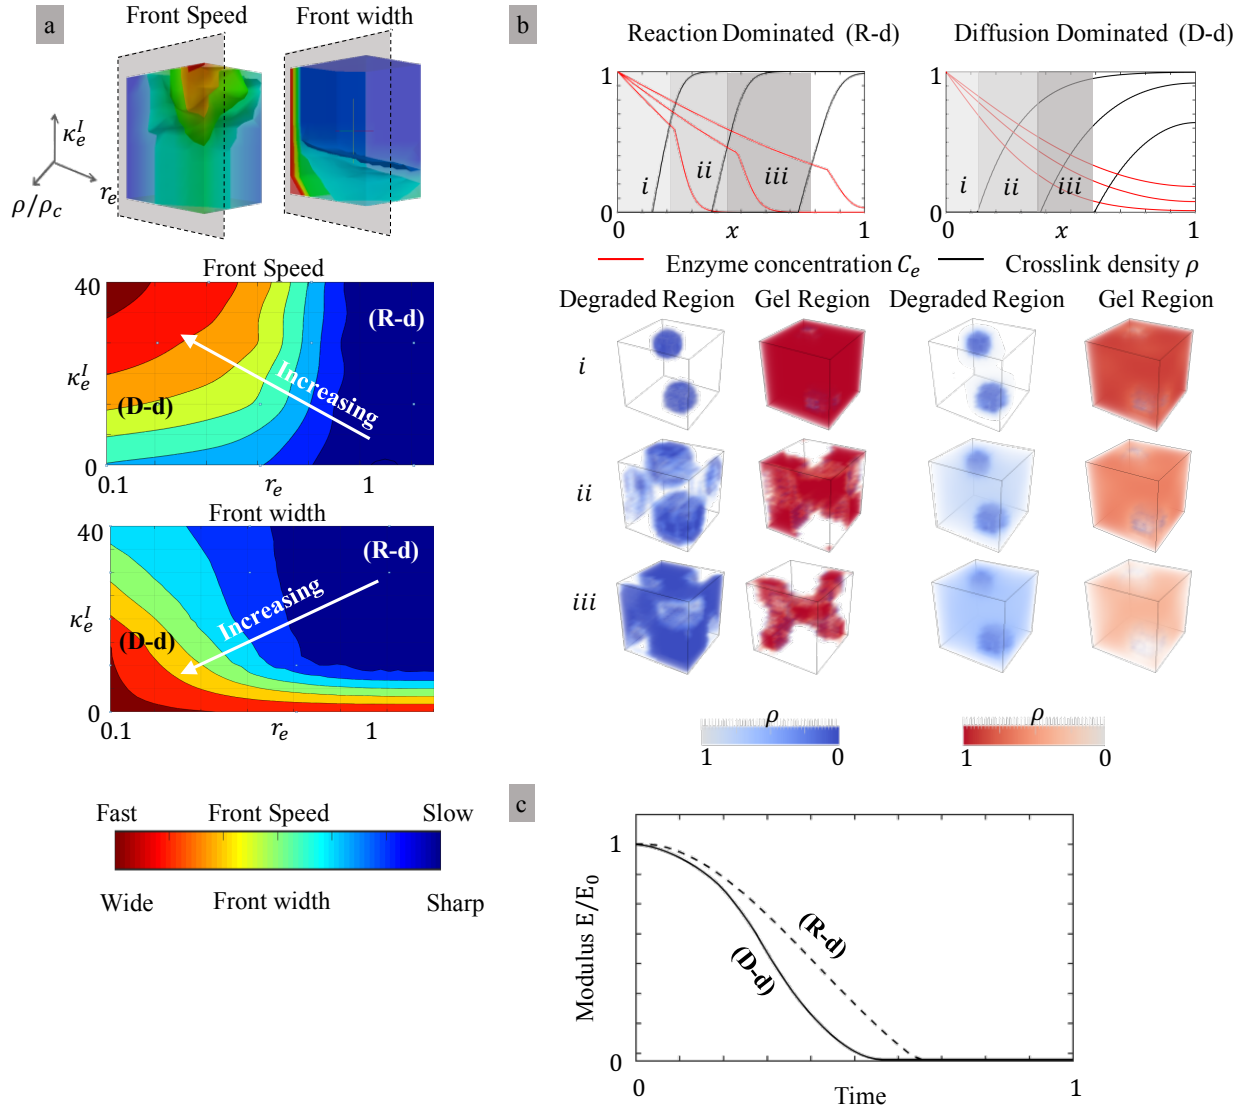 a
Front Speed
Front width
κ_e^I
ρ/ρ_c
r_e
Front Speed
40
(R-d)
κ_e^I
Increasing
(D-d)
0
0.1
r_e
1
Front width
40
(R-d)
κ_e^I
Increasing
(D-d)
0
0.1
r_e
1
Fast
Front Speed
Slow
Wide
Front width
Sharp
b
Reaction Dominated (R-d)
Diffusion Dominated (D-d)
1
i
ii
iii
0
0
x
1
1
i
ii
iii
0
0
x
1
Enzyme concentration C_e
Crosslink density ρ
Degraded Region
Gel Region
Degraded Region
Gel Region
i
ii
iii
ρ
1
0
ρ
1
0
c
1
Modulus E/E_0
(R-d)
(D-d)
0
0
Time
1